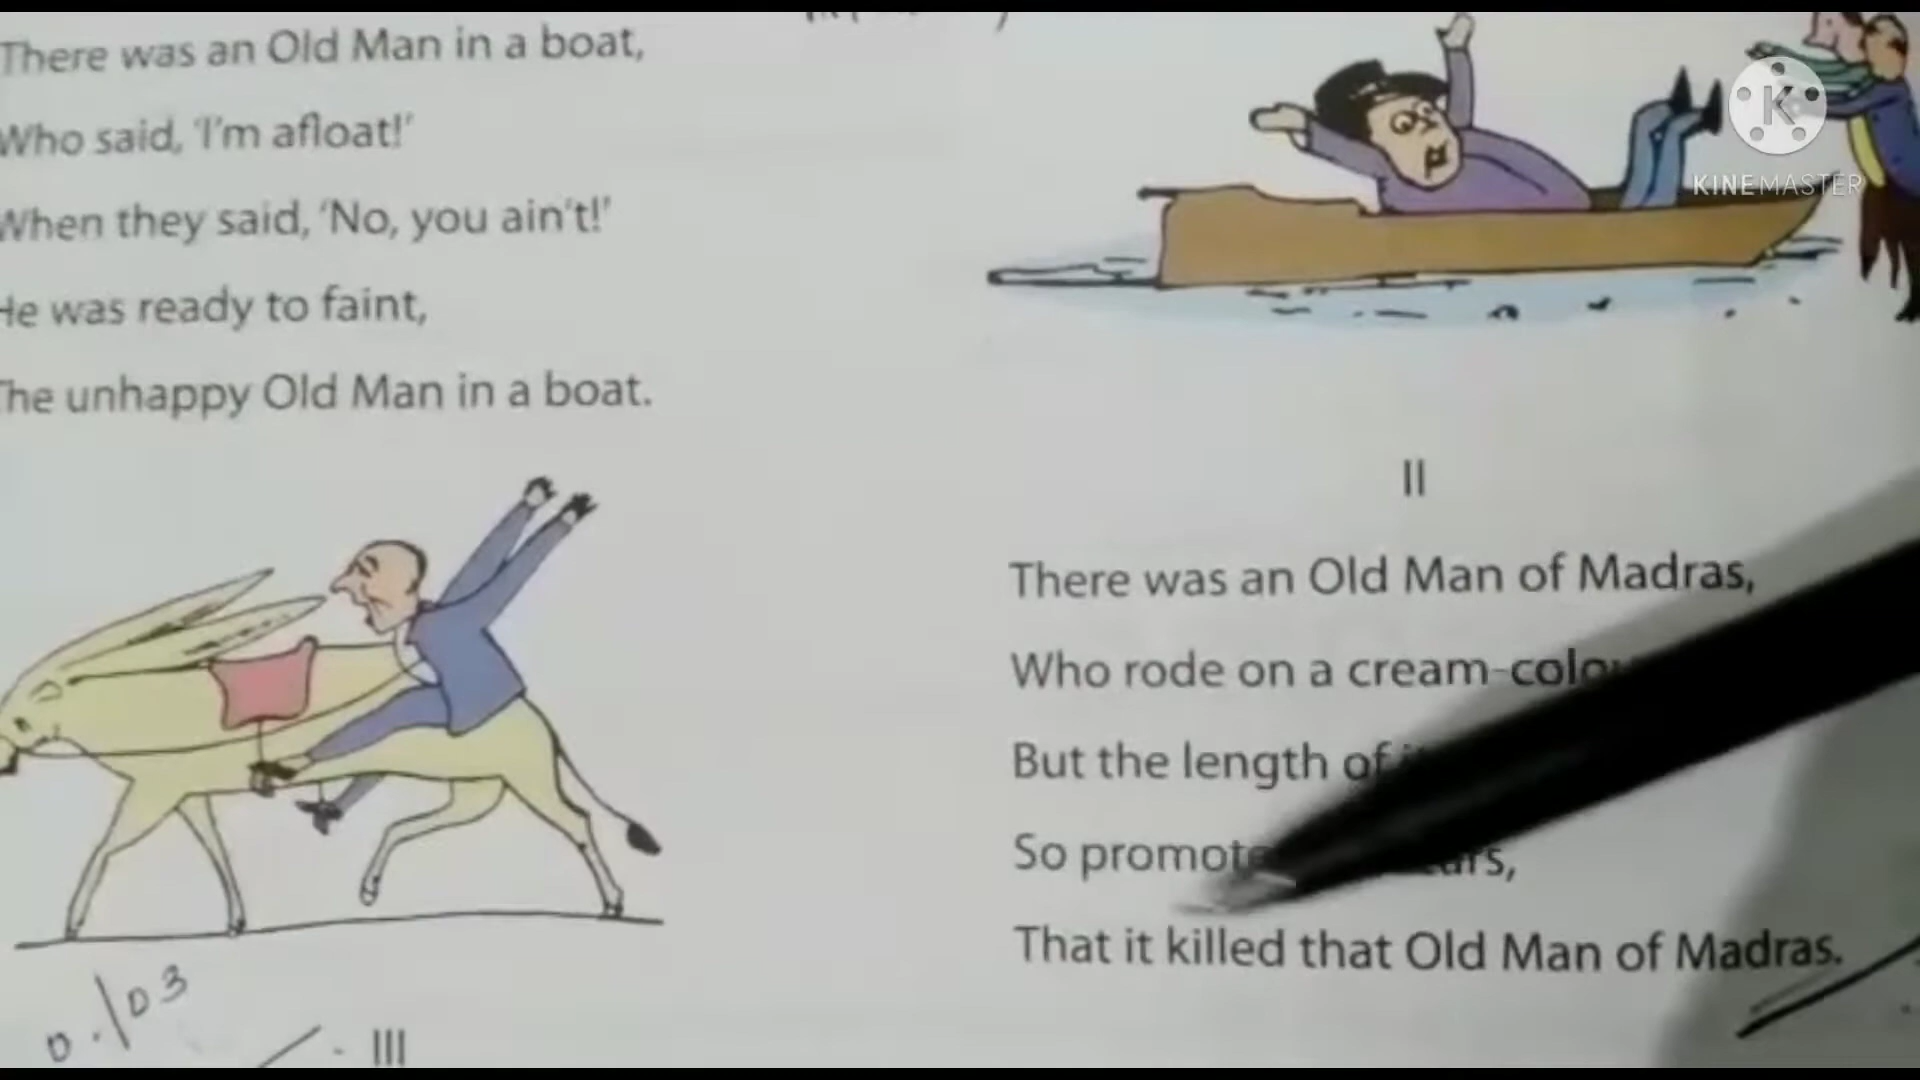 There was an Old Man in a boat,
Who said, 'I'm afloat!'
When they said, 'No, you ain't!'
He was ready to faint,
The unhappy Old Man in a boat.
KINEMASTER
II
There was an Old Man of Madras,
Who rode on a cream-
But the length of
So
That it killed that Old Man of Madras.
III